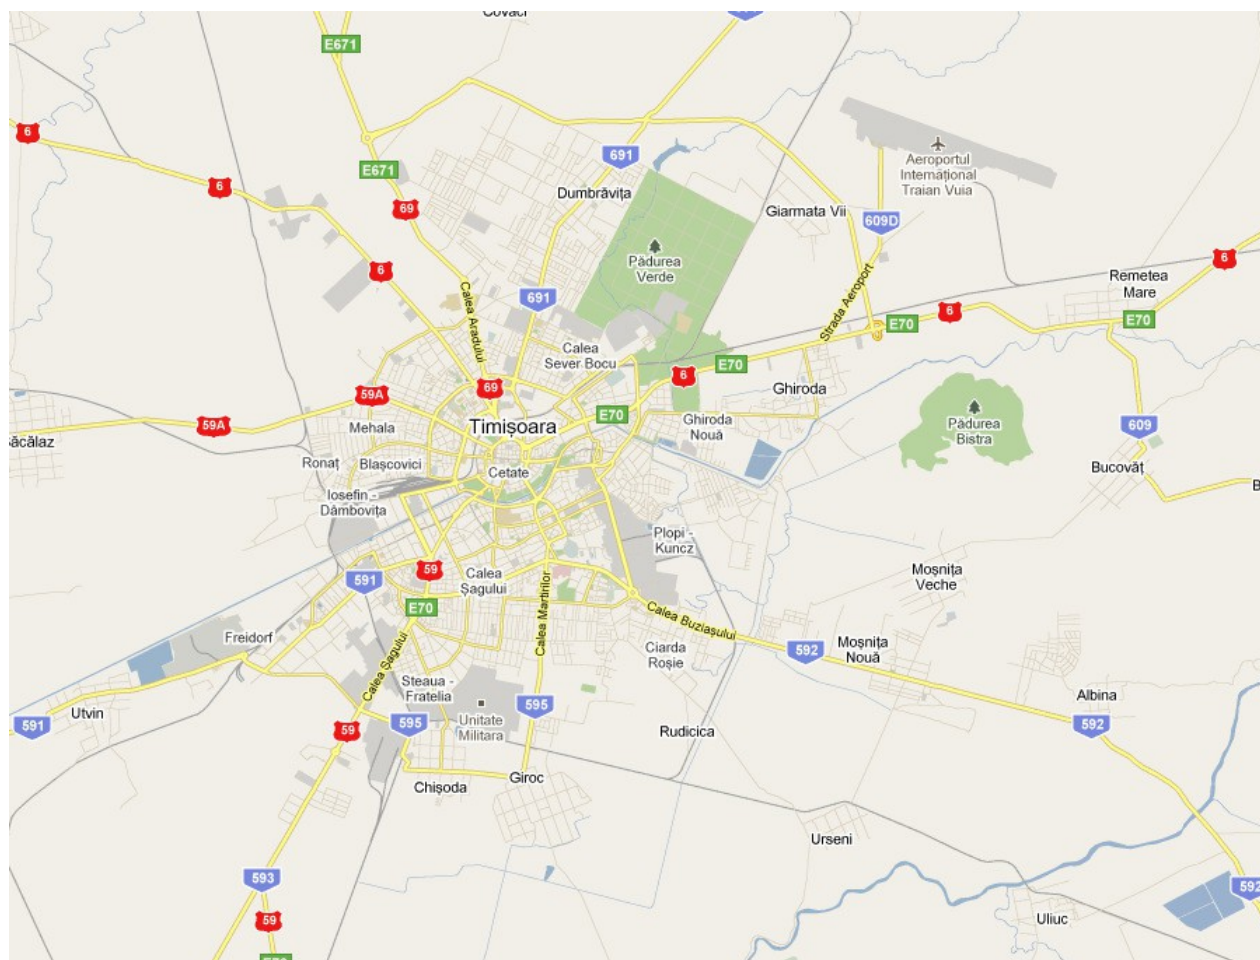 Covaci
E671
6
691
E671
Aeroportul
Internațional
Traian Vuia
6
Dumbrăvița
69
Giarmata Vii
609D
Pădurea
Verde
6
6
Remetea
Mare
Calea Aradului
691
Strada Aeroport
6
E70
E70
Calea
Sever Bocu
E70
6
69
Ghiroda
59A
E70
59A
Timișoara
Ghiroda
Nouă
Pădurea
Bistra
609
Mehala
Săcălaz
Ronaț
Blașcovici
Cetate
Bucovăț
Iosefin -
Dâmbovița
B
Plopi -
Kuncz
59
591
Calea
Șagului
Moșnița
Veche
E70
Calea Martirilor
Calea Buziașului
Freidorf
Calea Șagului
Ciarda
Roșie
592
Moșnița
Nouă
Steaua -
Fratelia
Albina
Utvin
591
595
Unitate
Militara
595
592
59
Rudicica
Chișoda
Giroc
Urseni
593
592
59
Uliuc
E70